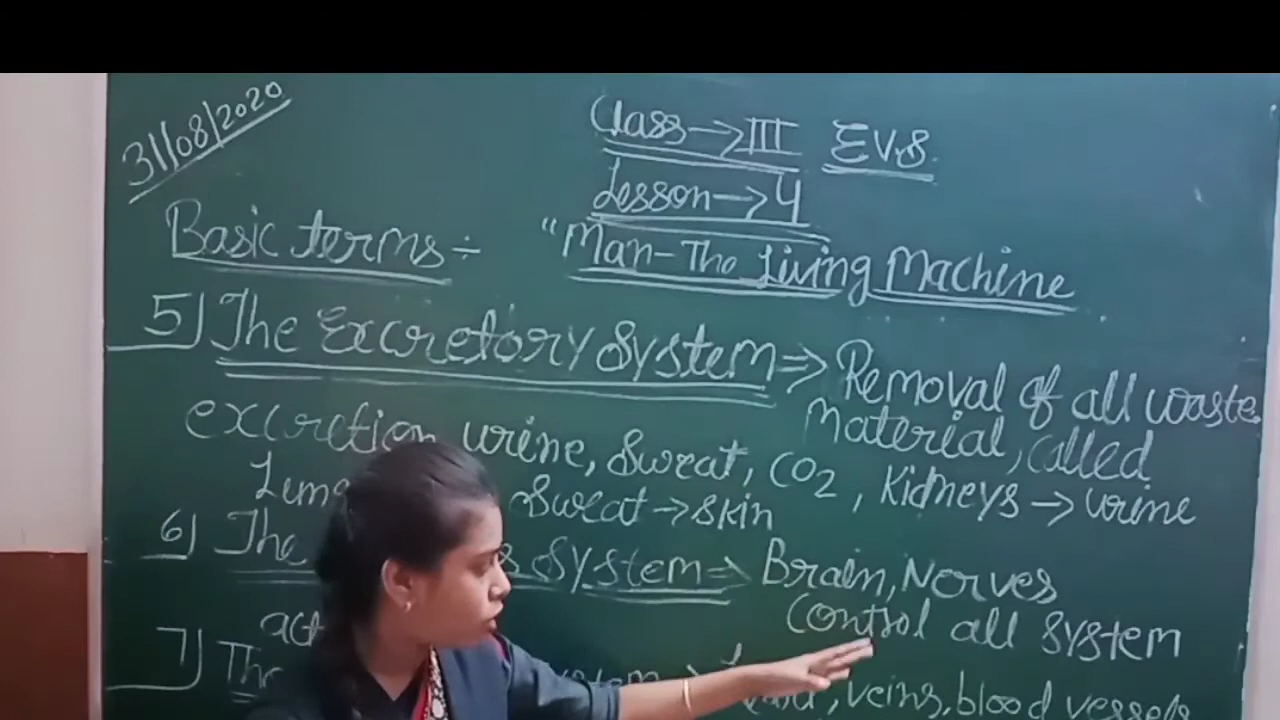 31/08/2020
Class→III EVS.
Lesson→4
Basic terms÷ "Man-The Living Machine
5) The Excretory System⇒ Removal of all waste
Material, called
excretion urine, Sweat, CO2, Kidneys → urine
Sweat→skin
6) The System⇒ Brain, Nerves
Control all system
7) The veins, blood vessels